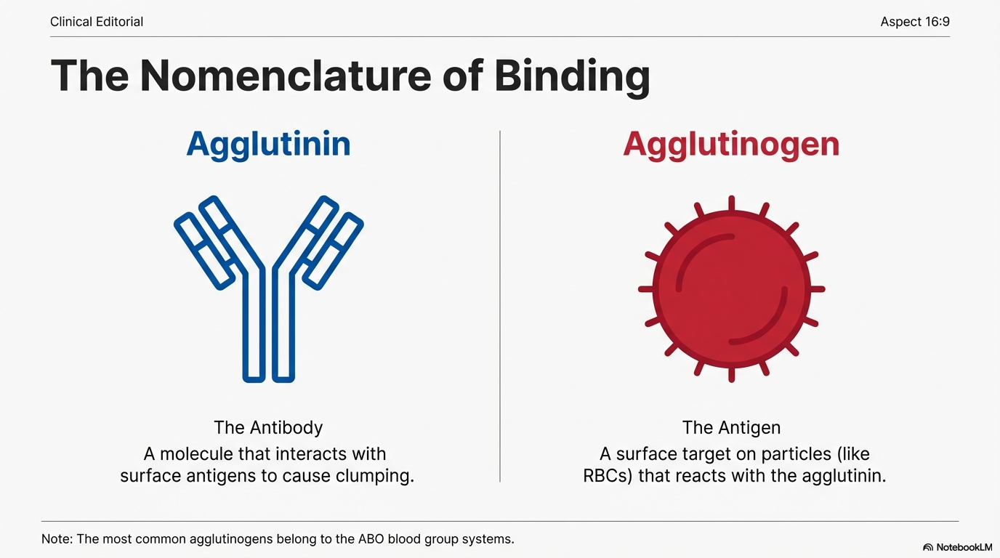 Clinical Editorial
Aspect 16:9
The Nomenclature of Binding
Agglutinin
The Antibody
A molecule that interacts with
surface antigens to cause clumping.
Agglutinogen
The Antigen
A surface target on particles (like
RBCs) that reacts with the agglutinin.
Note: The most common agglutinogens belong to the ABO blood group systems.
NotebookLM